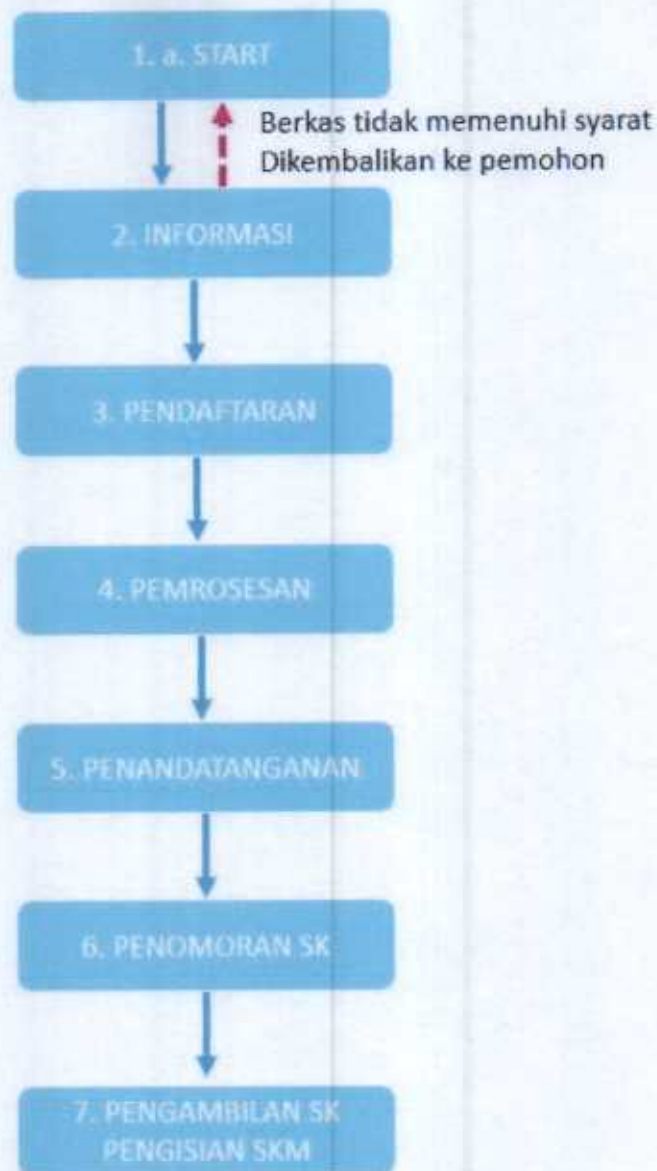 1. a. START
Berkas tidak memenuhi syarat
Dikembalikan ke pemohon
2. INFORMASI
3. PENDAFTARAN
4. PEMROSESAN
5. PENANDATANGANAN
6. PENOMORAN SK
7. PENGAMBILAN SK
PENGISIAN SKM